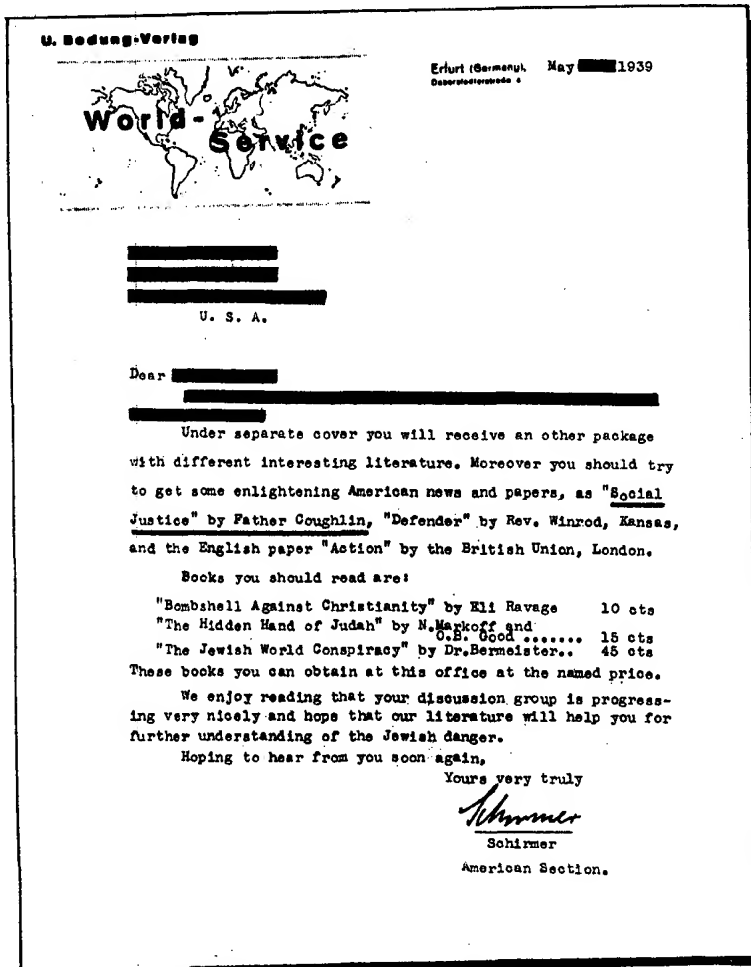 U. Bodung-Verlag
Erfurt (Germany), May 1939
Daberstedterstraße 4
World-
Service
U. S. A.
Dear
Under separate cover you will receive an other package
with different interesting literature. Moreover you should try
to get some enlightening American news and papers, as "Social
Justice" by Father Coughlin, "Defender" by Rev. Winrod, Kansas,
and the English paper "Action" by the British Union, London.
Books you should read are:
"Bombshell Against Christianity" by Eli Ravage 10 cts
"The Hidden Hand of Judah" by N.Markoff and
C.B. Good ....... 15 cts
"The Jewish World Conspiracy" by Dr.Bermeister.. 45 cts
These books you can obtain at this office at the named price.
We enjoy reading that your discussion group is progress-
ing very nicely and hope that our literature will help you for
further understanding of the Jewish danger.
Hoping to hear from you soon again,
Yours very truly
Schirmer
Schirmer
American Section.